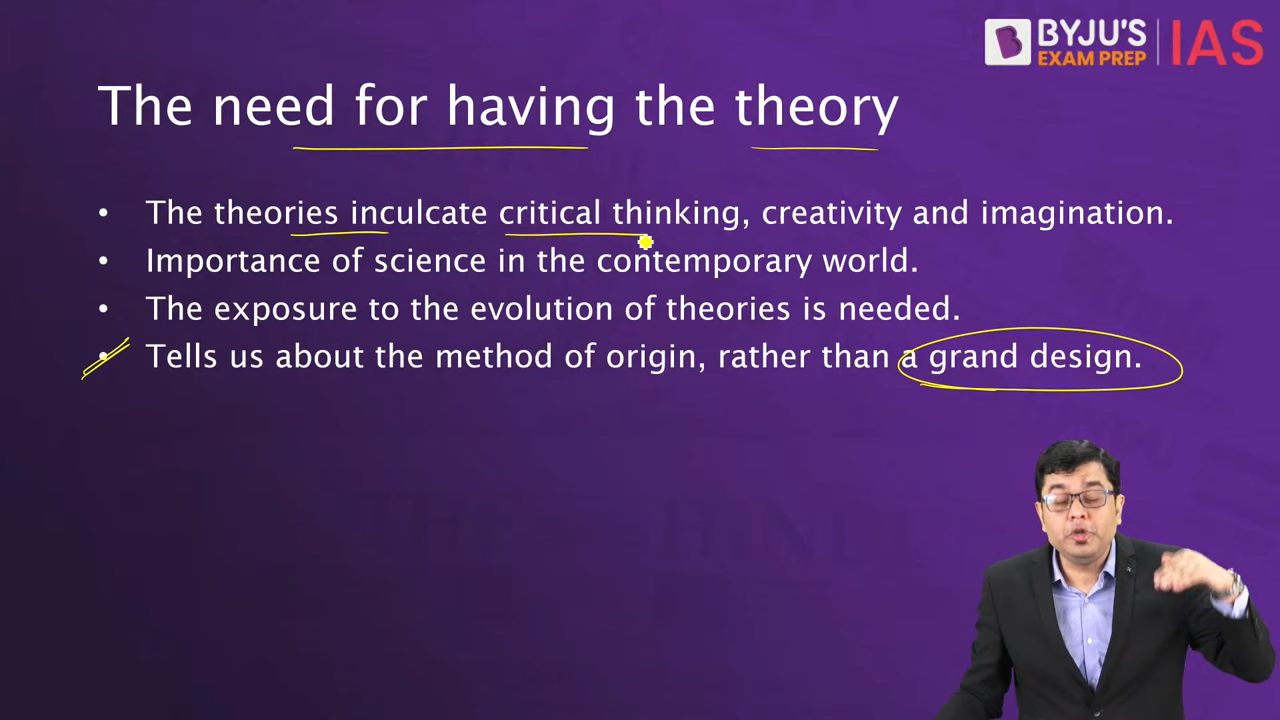 BYJU'S
EXAM PREP
IAS
The need for having the theory
• The theories inculcate critical thinking, creativity and imagination.
• Importance of science in the contemporary world.
• The exposure to the evolution of theories is needed.
• Tells us about the method of origin, rather than a grand design.